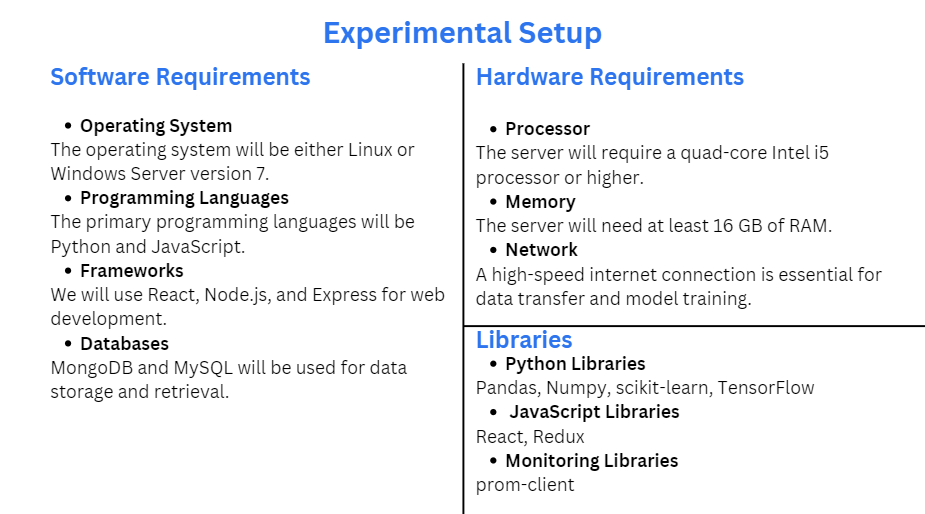 Experimental Setup
Software Requirements
• Operating System
The operating system will be either Linux or
Windows Server version 7.
• Programming Languages
The primary programming languages will be
Python and JavaScript.
• Frameworks
We will use React, Node.js, and Express for web
development.
• Databases
MongoDB and MySQL will be used for data
storage and retrieval.
Hardware Requirements
• Processor
The server will require a quad-core Intel i5
processor or higher.
• Memory
The server will need at least 16 GB of RAM.
• Network
A high-speed internet connection is essential for
data transfer and model training.
Libraries
• Python Libraries
Pandas, Numpy, scikit-learn, TensorFlow
• JavaScript Libraries
React, Redux
• Monitoring Libraries
prom-client